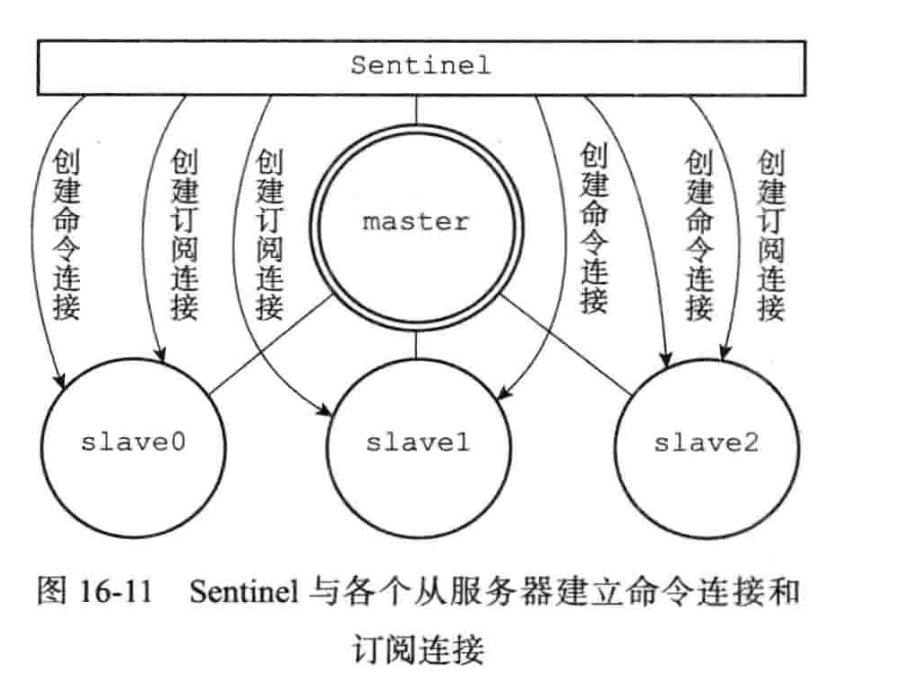 Sentinel
创建命令连接
创建订阅连接
创建订阅连接
创建命令连接
创建命令连接
创建订阅连接
master
slave0
slave1
slave2
图 16-11 Sentinel 与各个从服务器建立命令连接和
订阅连接